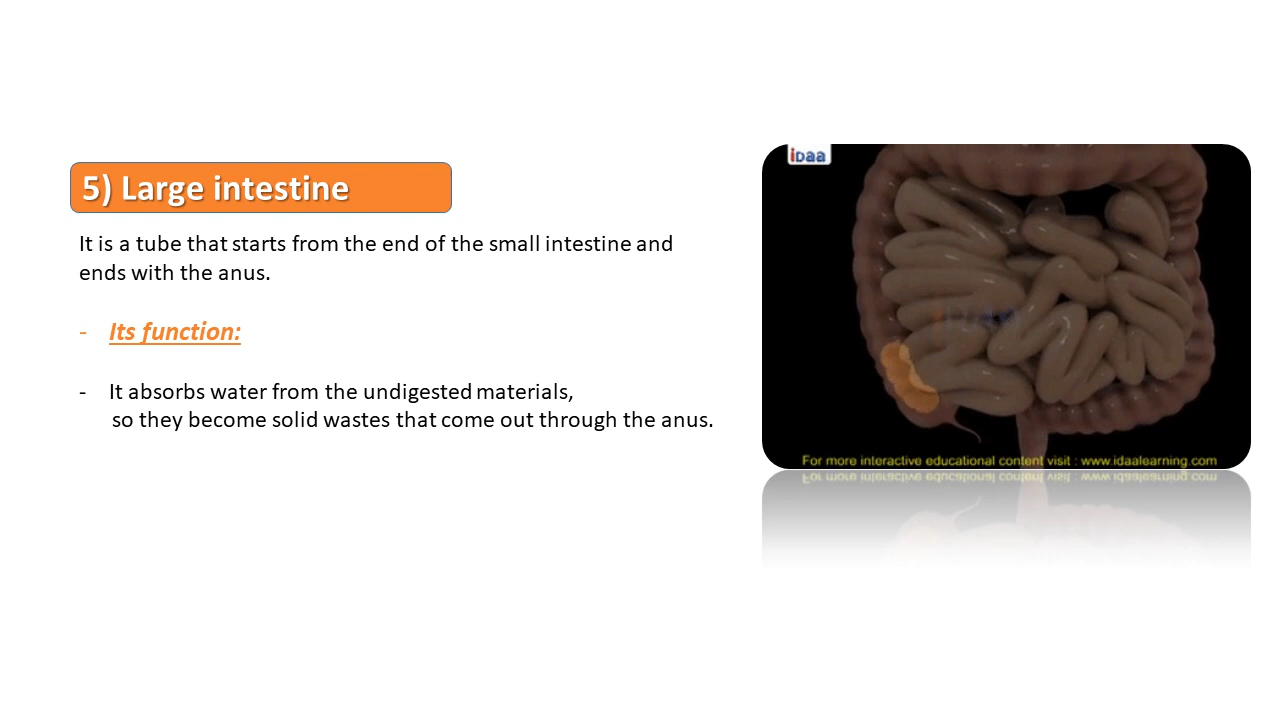 5) Large intestine
It is a tube that starts from the end of the small intestine and
ends with the anus.
- Its function:
- It absorbs water from the undigested materials,
so they become solid wastes that come out through the anus.
iDaa
iDaa
For more interactive educational content visit : www.idaalearning.com